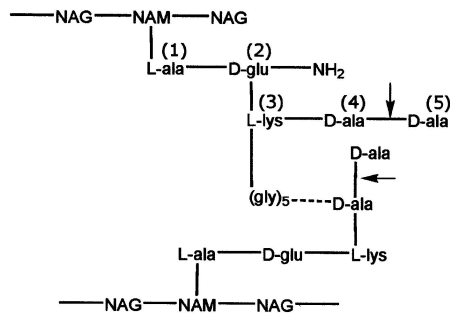 NAG NAM NAG
(1) (2)
L-ala D-glu NH2
(3) (4) (5)
L-lys D-ala D-ala
D-ala
(gly)5 D-ala
L-ala D-glu L-lys
NAG NAM NAG